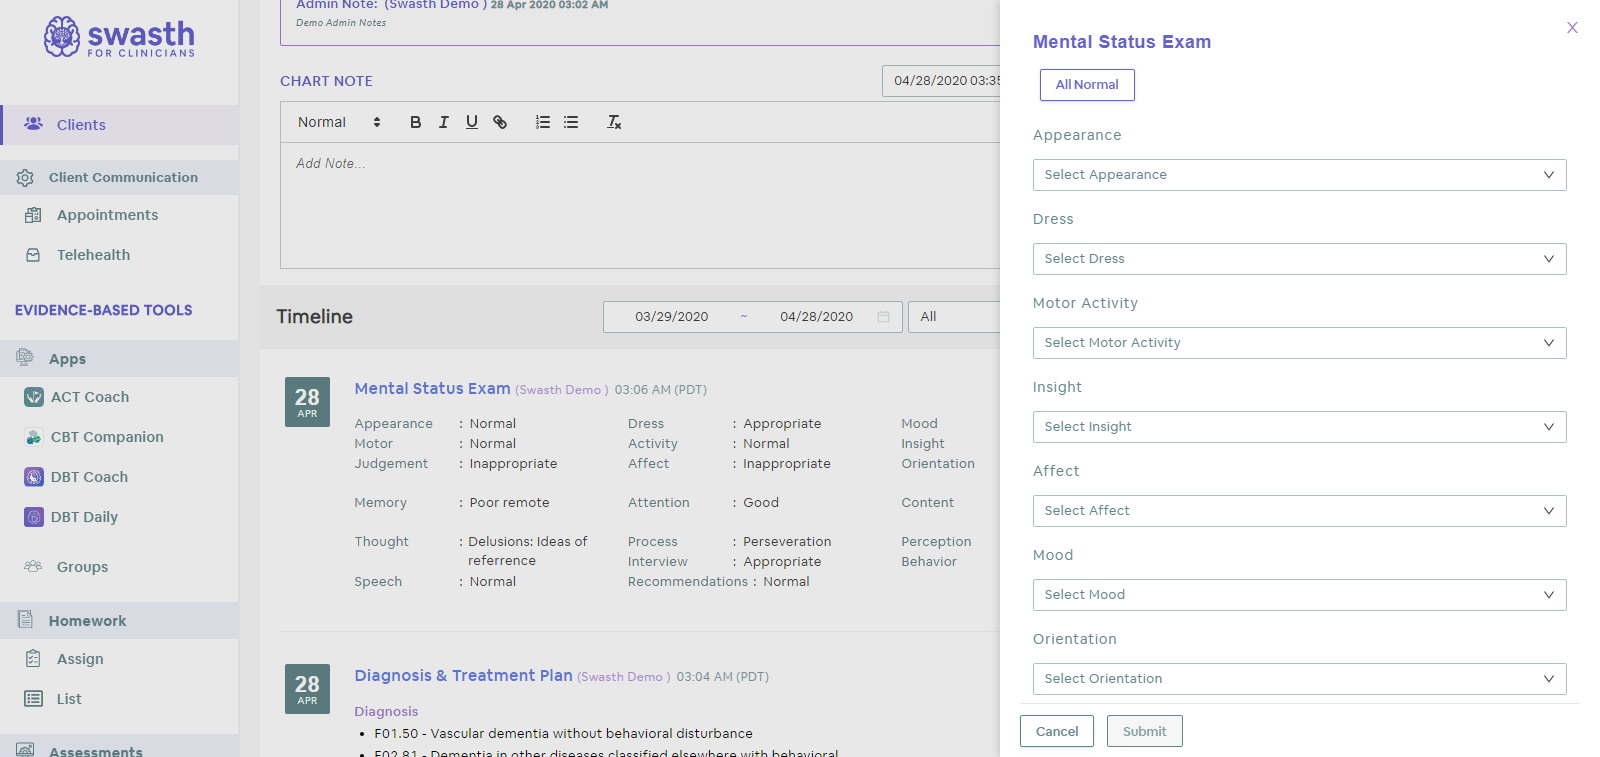 swasth
FOR CLINICIANS
Clients
Client Communication
Appointments
Telehealth
EVIDENCE-BASED TOOLS
Apps
ACT Coach
CBT Companion
DBT Coach
DBT Daily
Groups
Homework
Assign
List
Assessments
Admin Note: (Swasth Demo ) 28 Apr 2020 03:02 AM
Demo Admin Notes
CHART NOTE
04/28/2020 03:35
Normal B I U
Add Note...
Timeline
03/29/2020 ~ 04/28/2020
All
28
APR
Mental Status Exam (Swasth Demo ) 03:06 AM (PDT)
Appearance : Normal Dress : Appropriate Mood
Motor : Normal Activity : Normal Insight
Judgement : Inappropriate Affect : Inappropriate Orientation
Memory : Poor remote Attention : Good Content
Thought : Delusions: Ideas of Process : Perseveration Perception
referrence Interview : Appropriate Behavior
Speech : Normal Recommendations : Normal
28
APR
Diagnosis & Treatment Plan (Swasth Demo ) 03:04 AM (PDT)
Diagnosis
• F01.50 - Vascular dementia without behavioral disturbance
• F02.81 - Dementia in other diseases classified elsewhere with behavioral
X
Mental Status Exam
All Normal
Appearance
Select Appearance
Dress
Select Dress
Motor Activity
Select Motor Activity
Insight
Select Insight
Affect
Select Affect
Mood
Select Mood
Orientation
Select Orientation
Cancel
Submit